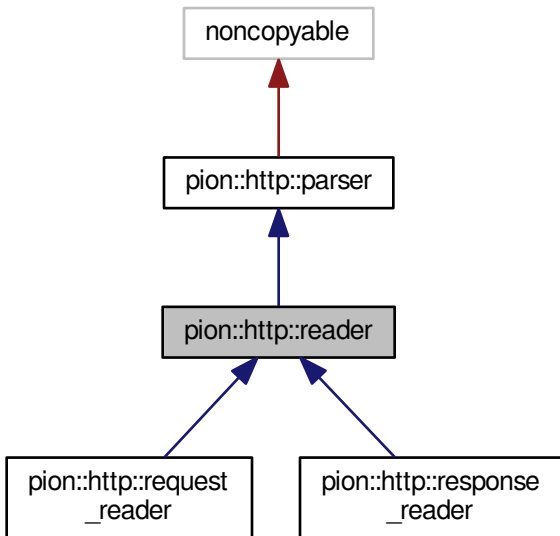 noncopyable
pion::http::parser
pion::http::reader
pion::http::request
_reader
pion::http::response
_reader